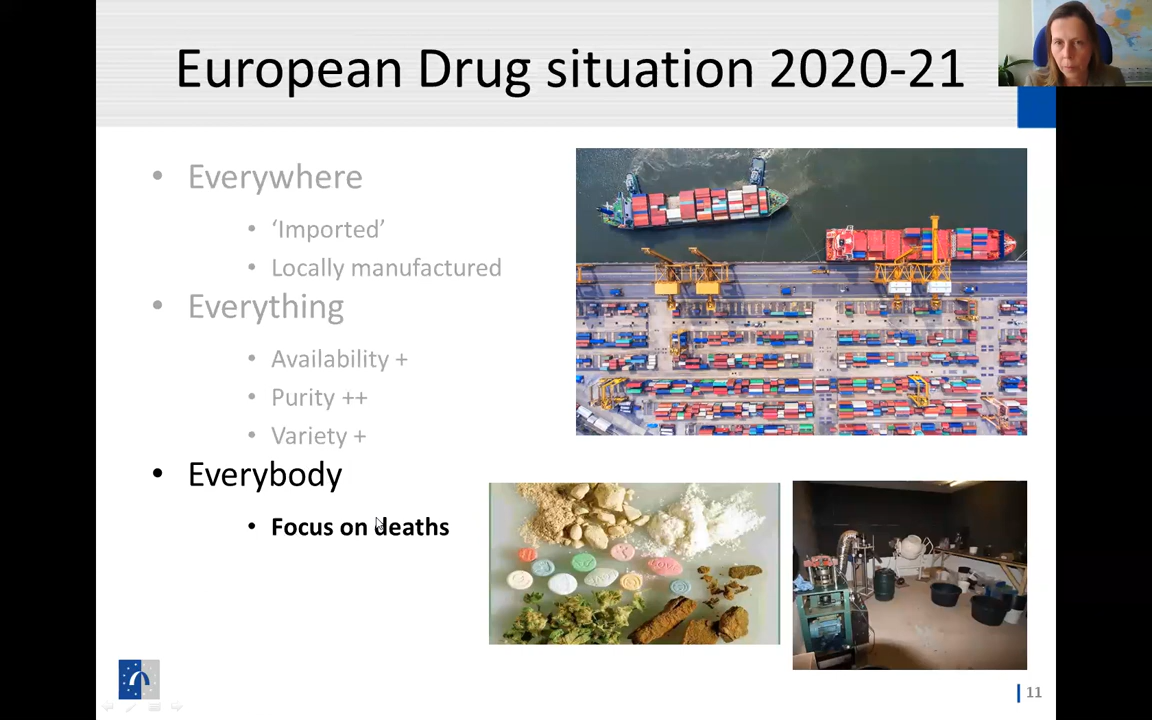 European Drug situation 2020-21
• Everywhere
• ‘Imported’
• Locally manufactured
• Everything
• Availability +
• Purity ++
• Variety +
• Everybody
• Focus on deaths
11